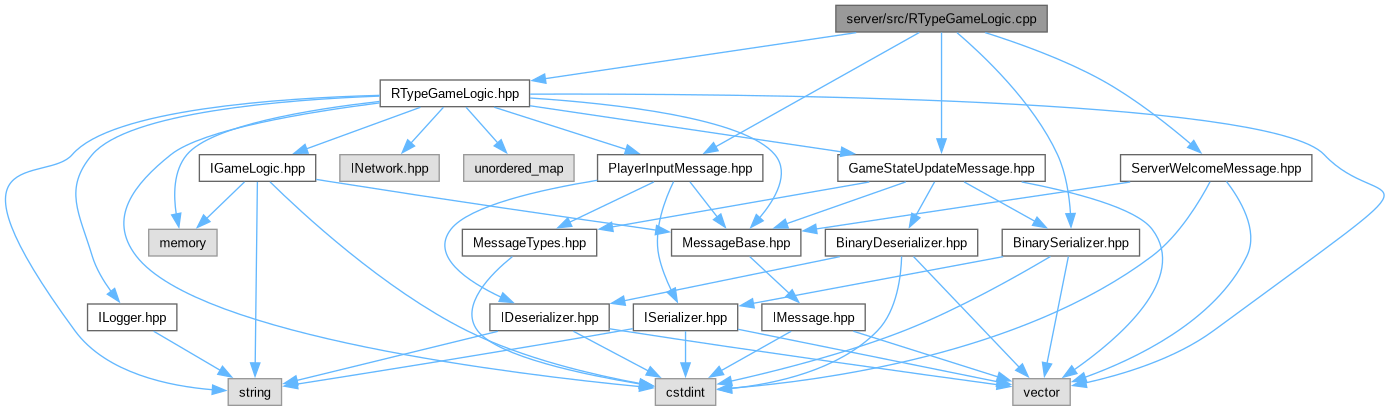 server/src/RTypeGameLogic.cpp
RTypeGameLogic.hpp
IGameLogic.hpp
INetwork.hpp
unordered_map
PlayerInputMessage.hpp
GameStateUpdateMessage.hpp
ServerWelcomeMessage.hpp
memory
MessageTypes.hpp
MessageBase.hpp
BinaryDeserializer.hpp
BinarySerializer.hpp
ILogger.hpp
IDeserializer.hpp
ISerializer.hpp
IMessage.hpp
string
cstdint
vector